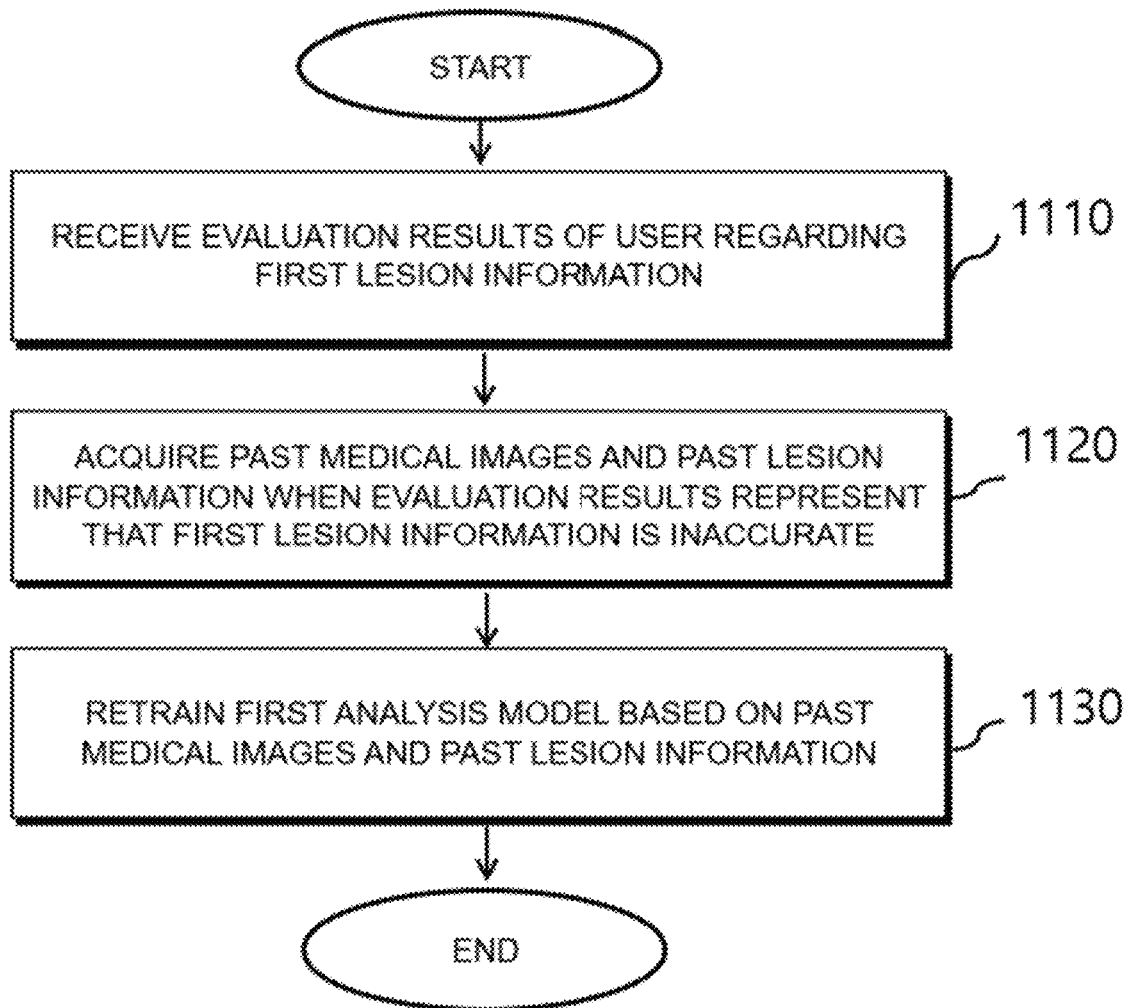 START
RECEIVE EVALUATION RESULTS OF USER REGARDING
FIRST LESION INFORMATION
1110
ACQUIRE PAST MEDICAL IMAGES AND PAST LESION
INFORMATION WHEN EVALUATION RESULTS REPRESENT
THAT FIRST LESION INFORMATION IS INACCURATE
1120
RETRAIN FIRST ANALYSIS MODEL BASED ON PAST
MEDICAL IMAGES AND PAST LESION INFORMATION
1130
END